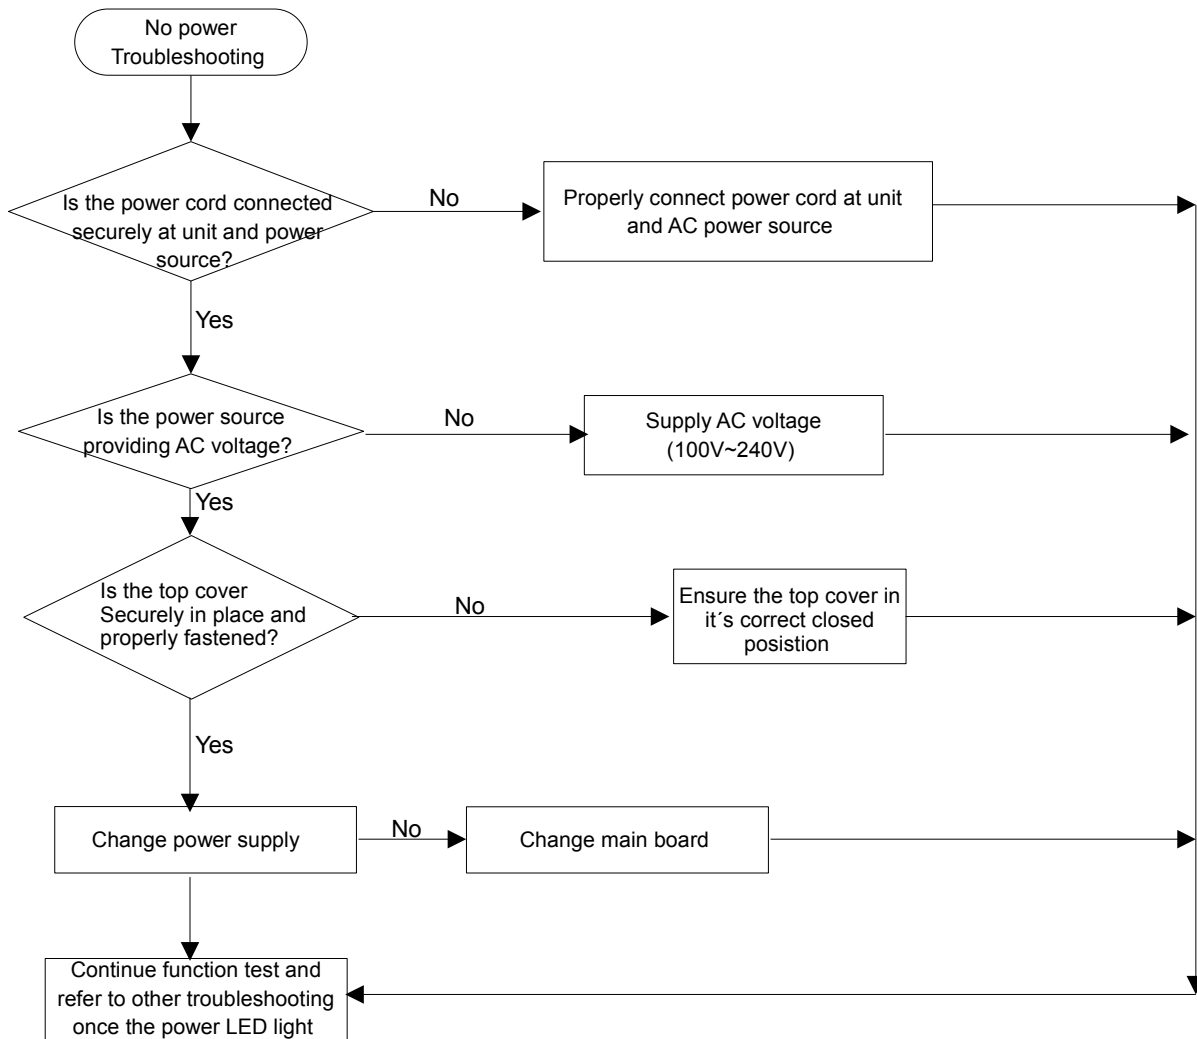 No power
Troubleshooting
Is the power cord connected
securely at unit and power
source?
No
Properly connect power cord at unit
and AC power source
Yes
Is the power source
providing AC voltage?
No
Supply AC voltage
(100V~240V)
Yes
Is the top cover
Securely in place and
properly fastened?
No
Ensure the top cover in
it´s correct closed
posistion
Yes
Change power supply
No
Change main board
Continue function test and
refer to other troubleshooting
once the power LED light